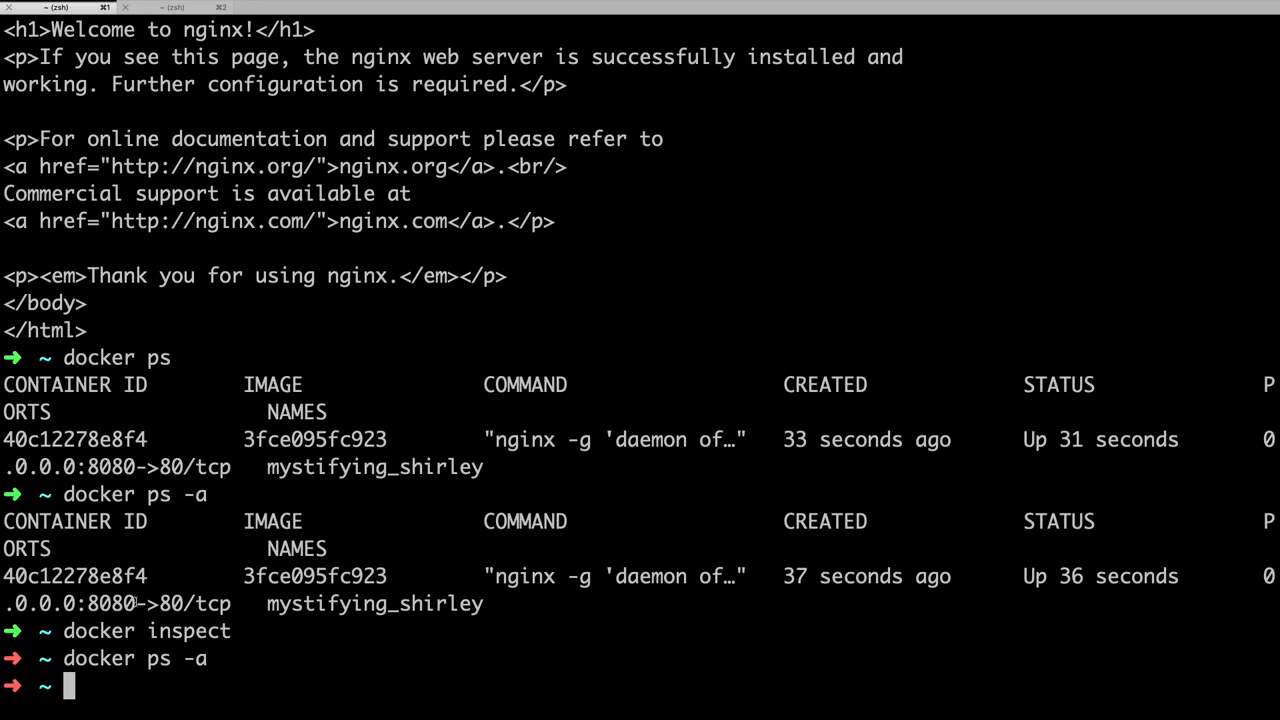 ~ (zsh) ⌘1 ~ (zsh) ⌘2
<h1>Welcome to nginx!</h1>
<p>If you see this page, the nginx web server is successfully installed and
working. Further configuration is required.</p>
<p>For online documentation and support please refer to
<a href="http://nginx.org/">nginx.org</a>.<br/>
Commercial support is available at
<a href="http://nginx.com/">nginx.com</a>.</p>
<p><em>Thank you for using nginx.</em></p>
</body>
</html>
➜ ~ docker ps
CONTAINER ID IMAGE COMMAND CREATED STATUS P
ORTS NAMES
40c12278e8f4 3fce095fc923 "nginx -g 'daemon of…" 33 seconds ago Up 31 seconds 0
.0.0.0:8080->80/tcp mystifying_shirley
➜ ~ docker ps -a
CONTAINER ID IMAGE COMMAND CREATED STATUS P
ORTS NAMES
40c12278e8f4 3fce095fc923 "nginx -g 'daemon of…" 37 seconds ago Up 36 seconds 0
.0.0.0:8080->80/tcp mystifying_shirley
➜ ~ docker inspect
➜ ~ docker ps -a
➜ ~